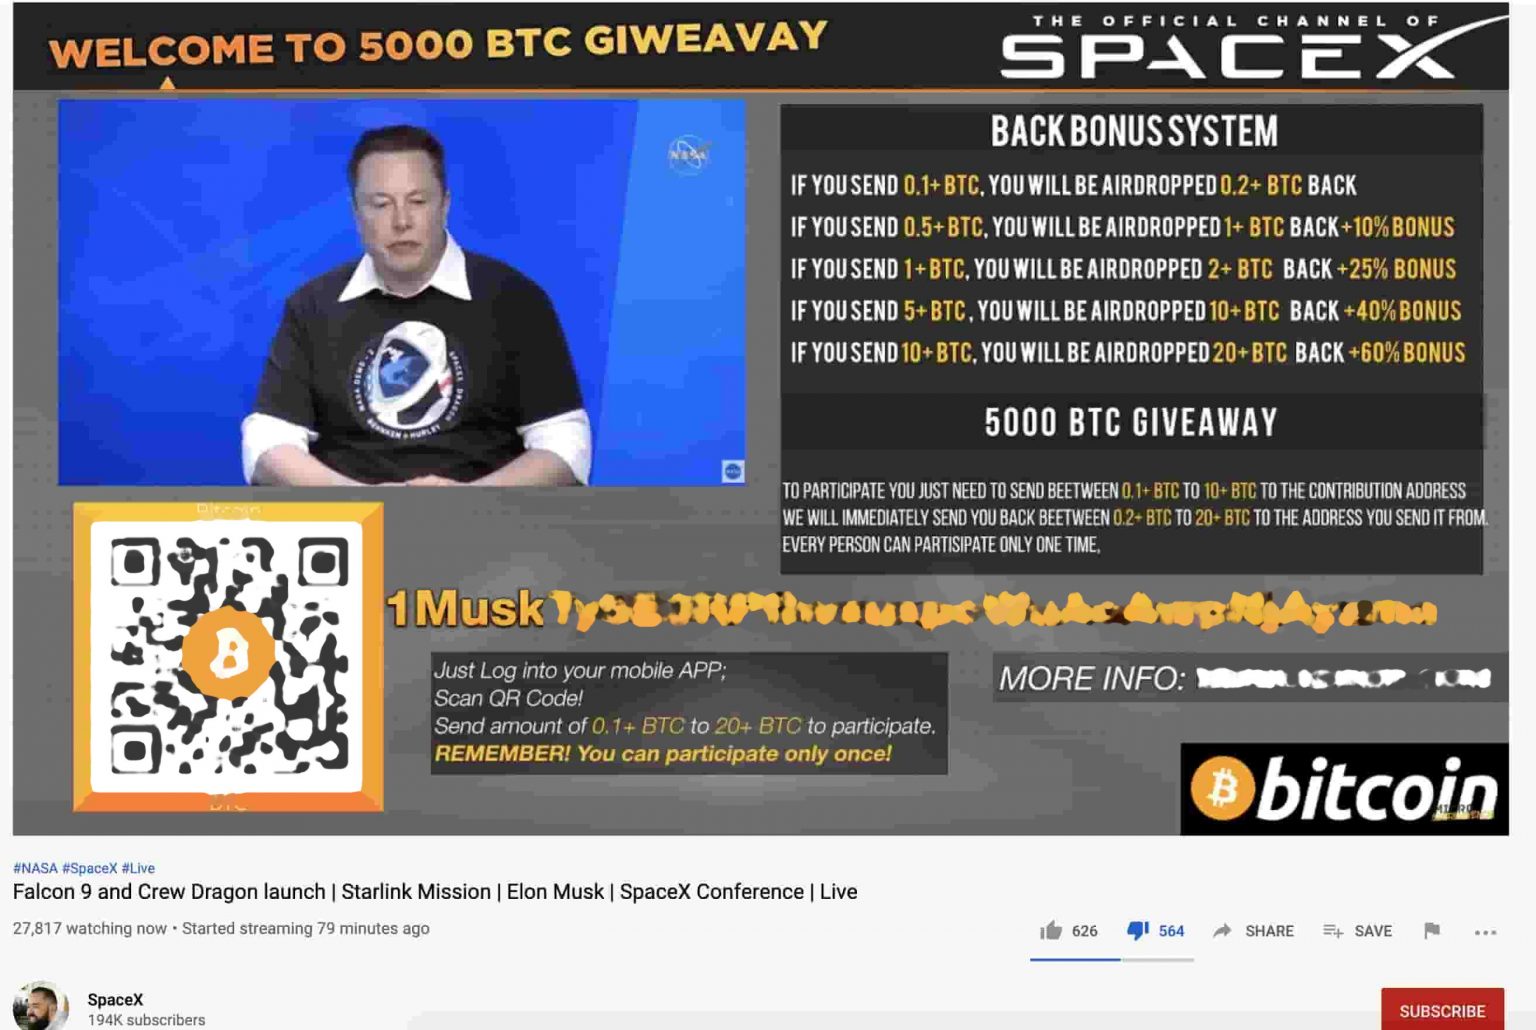 WELCOME TO 5000 BTC GIWEAVAY
THE OFFICIAL CHANNEL OF
SPACEX
NASA
BACK BONUS SYSTEM
IF YOU SEND 0.1+ BTC, YOU WILL BE AIRDROPPED 0.2+ BTC BACK
IF YOU SEND 0.5+ BTC, YOU WILL BE AIRDROPPED 1+ BTC BACK +10% BONUS
IF YOU SEND 1+ BTC, YOU WILL BE AIRDROPPED 2+ BTC BACK +25% BONUS
IF YOU SEND 5+ BTC, YOU WILL BE AIRDROPPED 10+ BTC BACK +40% BONUS
IF YOU SEND 10+ BTC, YOU WILL BE AIRDROPPED 20+ BTC BACK +60% BONUS
5000 BTC GIVEAWAY
TO PARTICIPATE YOU JUST NEED TO SEND BEETWEEN 0.1+ BTC TO 10+ BTC TO THE CONTRIBUTION ADDRESS
WE WILL IMMEDIATELY SEND YOU BACK BEETWEEN 0.2+ BTC TO 20+ BTC TO THE ADDRESS YOU SEND IT FROM.
EVERY PERSON CAN PARTISIPATE ONLY ONE TIME,
1Musk
Just Log into your mobile APP;
Scan QR Code!
Send amount of 0.1+ BTC to 20+ BTC to participate.
REMEMBER! You can participate only once!
MORE INFO:
bitcoin
#NASA #SpaceX #Live
Falcon 9 and Crew Dragon launch | Starlink Mission | Elon Musk | SpaceX Conference | Live
27,817 watching now • Started streaming 79 minutes ago
626 564 SHARE SAVE
SpaceX
194K subscribers
SUBSCRIBE